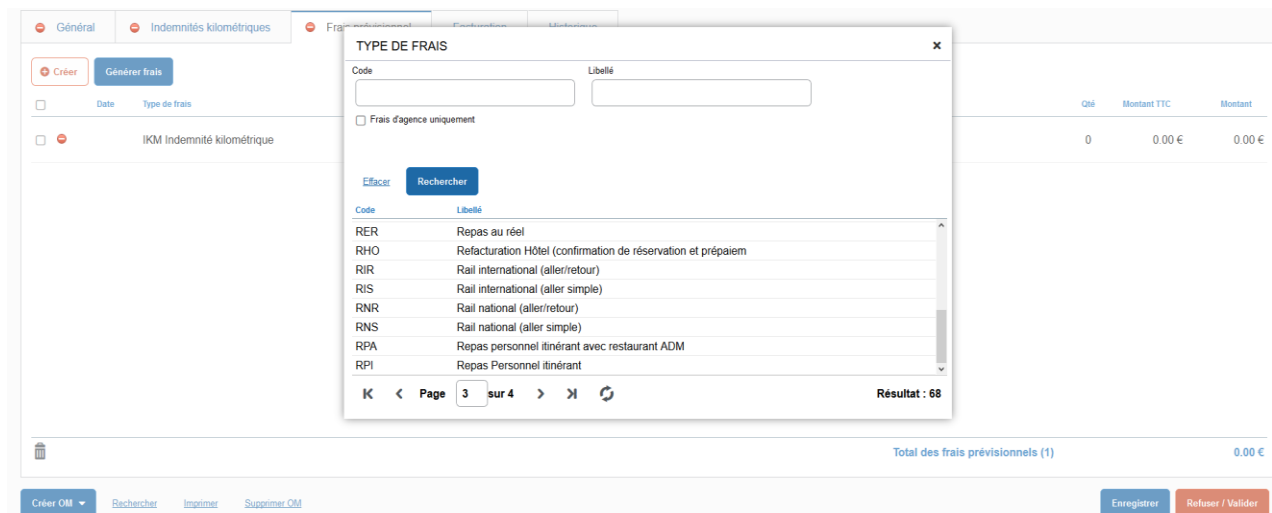 Général Indemnités kilométriques Frais prévisionnel Facturation Historique
TYPE DE FRAIS
Code Libellé
Créer Générer frais
Date Type de frais Qté Montant TTC Montant
Frais d'agence uniquement
IKM Indemnité kilométrique 0 0.00 € 0.00 €
Effacer Rechercher
Code Libellé
RER Repas au réel
RHO Refacturation Hôtel (confirmation de réservation et prépaiem
RIR Rail international (aller/retour)
RIS Rail international (aller simple)
RNR Rail national (aller/retour)
RNS Rail national (aller simple)
RPA Repas personnel itinérant avec restaurant ADM
RPI Repas Personnel itinérant
Page 3 sur 4 Résultat : 68
Total des frais prévisionnels (1) 0.00 €
Créer OM Rechercher Imprimer Supprimer OM Enregistrer Refuser / Valider